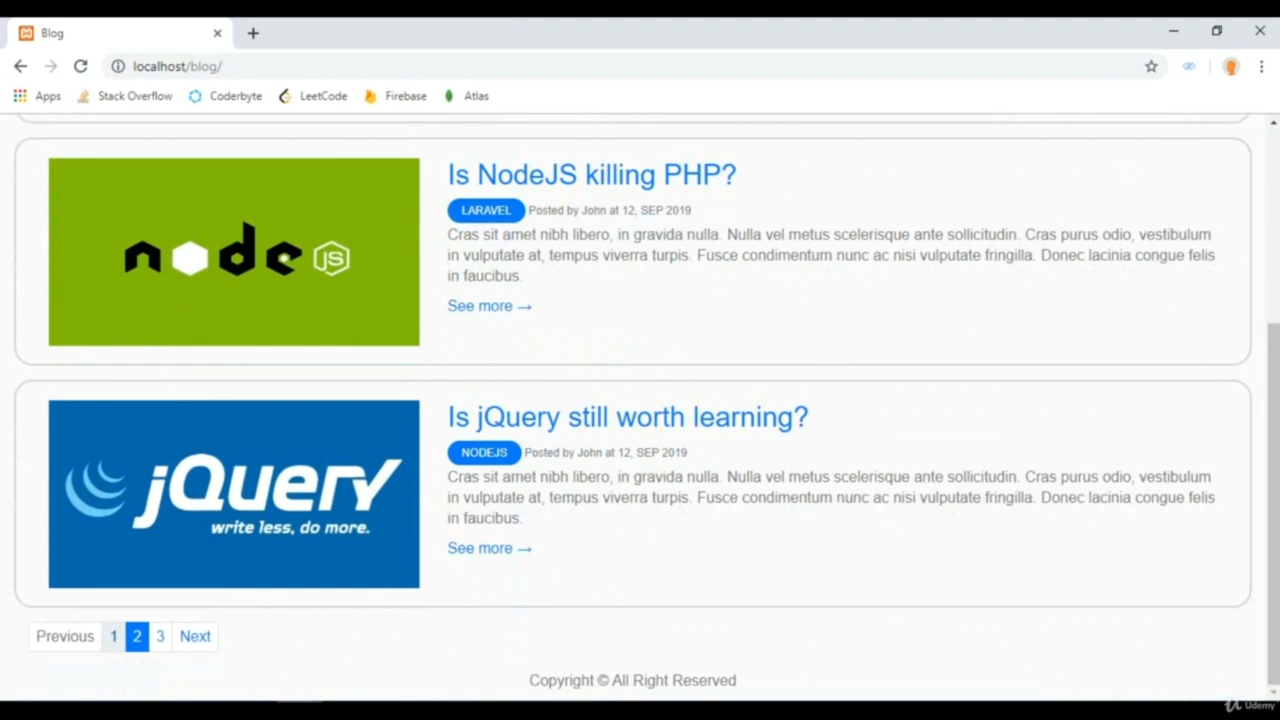 Blog
localhost/blog/
Apps Stack Overflow Coderbyte LeetCode Firebase Atlas
node JS
Is NodeJS killing PHP?
LARAVEL Posted by John at 12, SEP 2019
Cras sit amet nibh libero, in gravida nulla. Nulla vel metus scelerisque ante sollicitudin. Cras purus odio, vestibulum
in vulputate at, tempus viverra turpis. Fusce condimentum nunc ac nisi vulputate fringilla. Donec lacinia congue felis
in faucibus.
See more →
jQuery
write less, do more.
Is jQuery still worth learning?
NODEJS Posted by John at 12, SEP 2019
Cras sit amet nibh libero, in gravida nulla. Nulla vel metus scelerisque ante sollicitudin. Cras purus odio, vestibulum
in vulputate at, tempus viverra turpis. Fusce condimentum nunc ac nisi vulputate fringilla. Donec lacinia congue felis
in faucibus.
See more →
Previous 1 2 3 Next
Copyright © All Right Reserved
Udemy